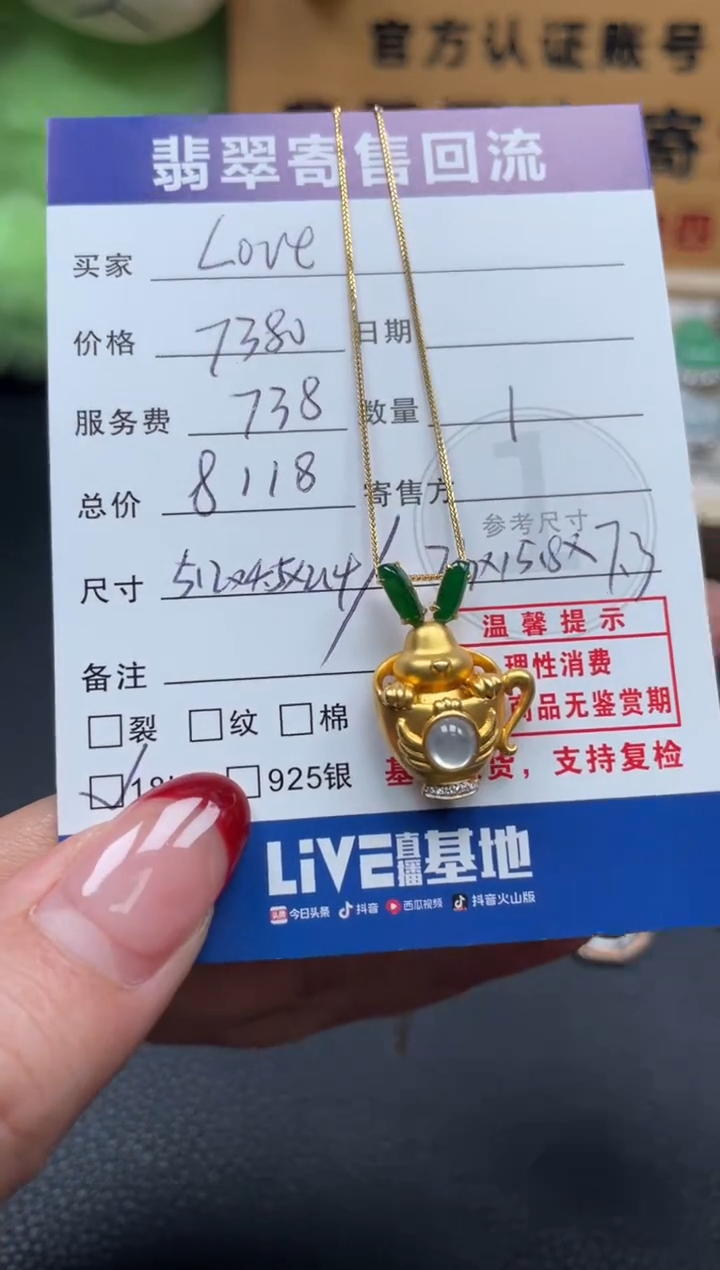 官方认证账号
寄
翡翠寄售回流
买家 Love
价格 7380 日期
服务费 738 数量 1
总价 8118 寄售方
参考尺寸
尺寸
温馨提示
备注
理性消费
商品无鉴赏期
裂 纹 棉
925银
货，支持复检
LiVE直播基地
今日头条 抖音 西瓜视频 抖音火山版